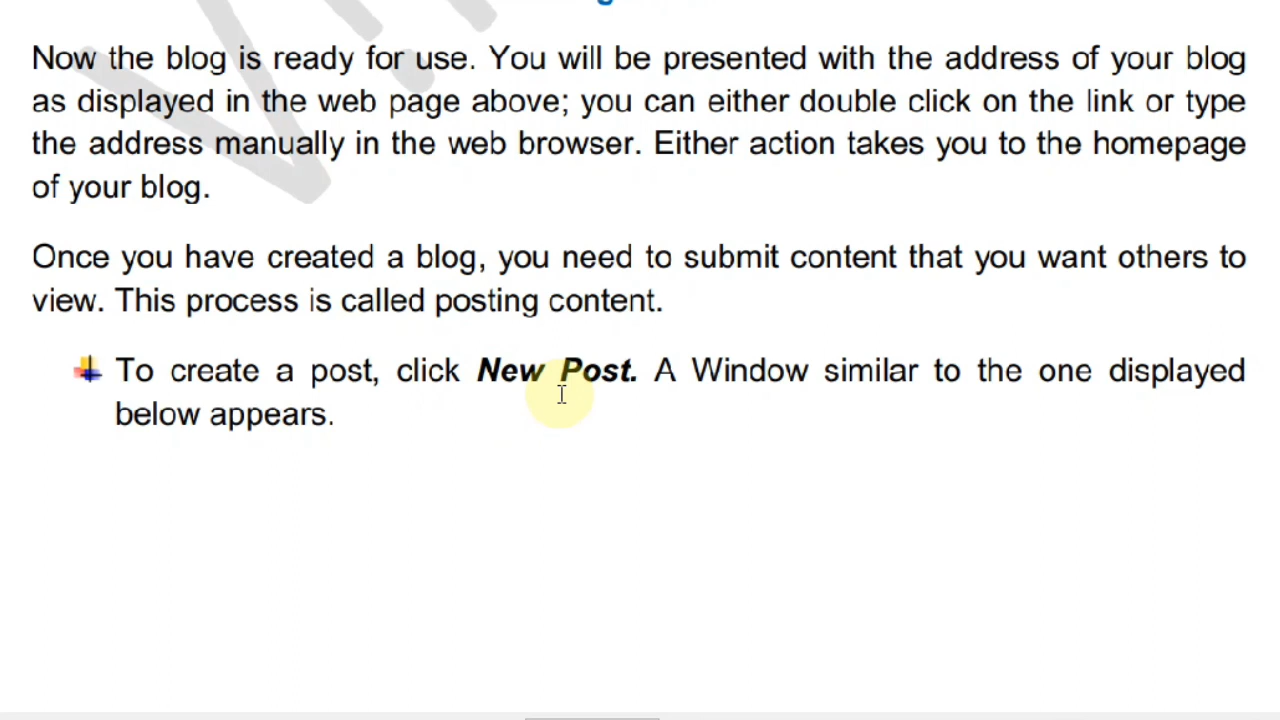 Now the blog is ready for use. You will be presented with the address of your blog
as displayed in the web page above; you can either double click on the link or type
the address manually in the web browser. Either action takes you to the homepage
of your blog.
Once you have created a blog, you need to submit content that you want others to
view. This process is called posting content.
To create a post, click New Post. A Window similar to the one displayed
below appears.